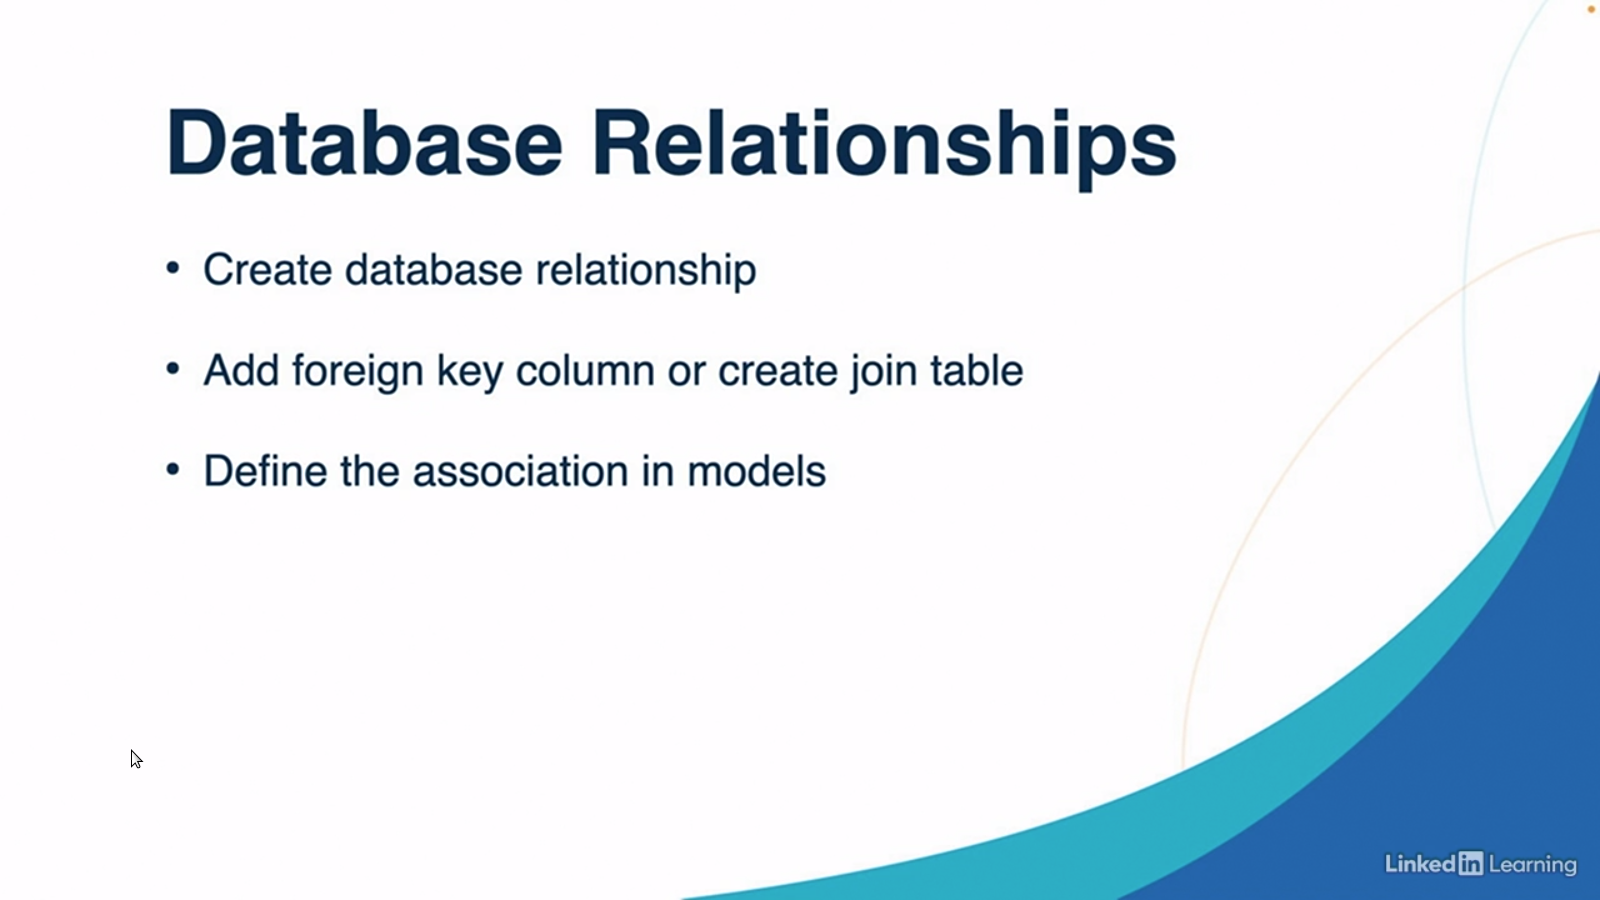 Database Relationships
• Create database relationship
• Add foreign key column or create join table
• Define the association in models
Linked in Learning